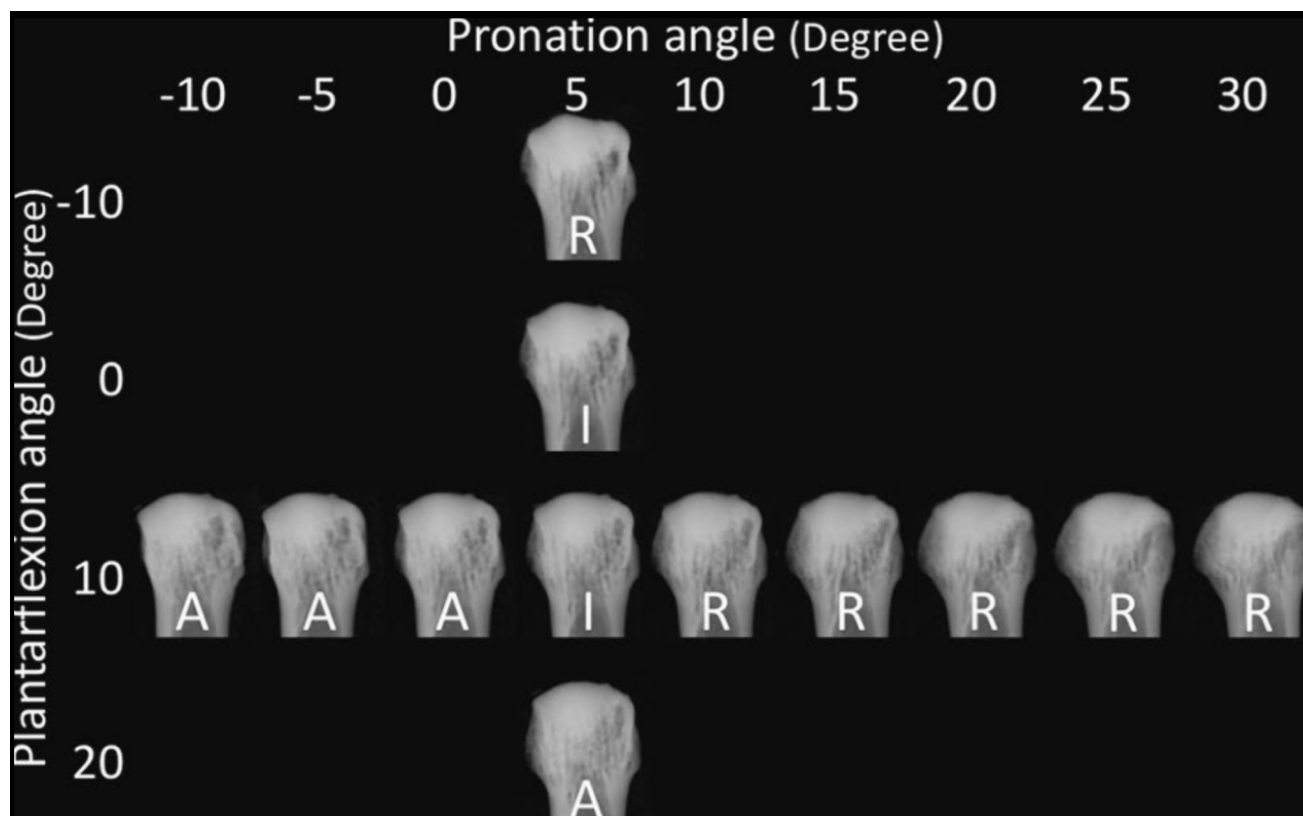 Pronation angle (Degree)
-10 -5 0 5 10 15 20 25 30
Plantarflexion angle (Degree)
-10
R
0
I
10
A A A I R R R R R
20
A